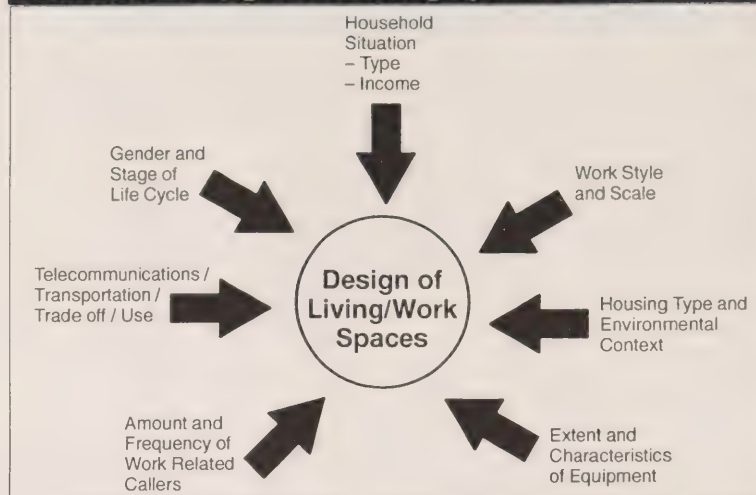 Household
Situation
– Type
– Income
Gender and
Stage of
Life Cycle
Work Style
and Scale
Telecommunications /
Transportation /
Trade off / Use
Design of
Living/Work
Spaces
Housing Type and
Environmental
Context
Amount and
Frequency of
Work Related
Callers
Extent and
Characteristics
of Equipment